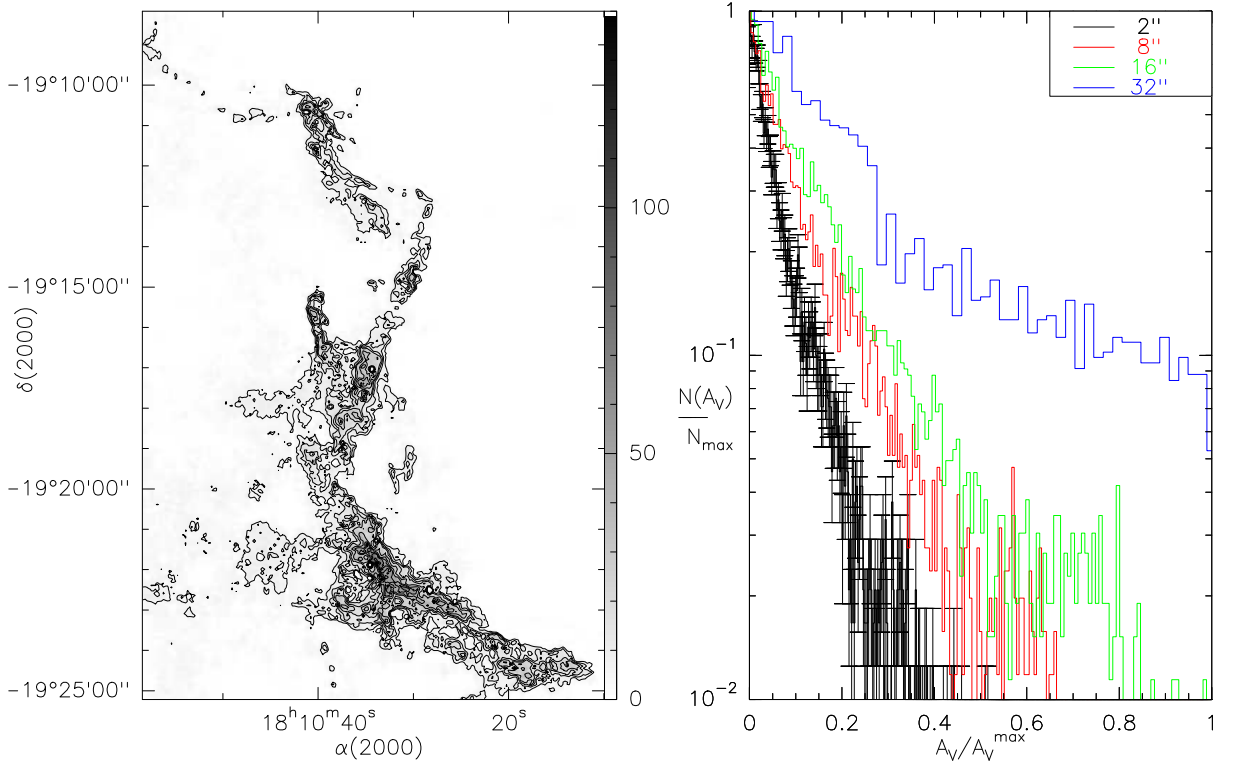 −19°10'00''
−19°15'00''
−19°20'00''
−19°25'00''
δ(2000)
18ʰ10ᵐ40ˢ
20ˢ
α(2000)
100
50
0
1
10⁻¹
10⁻²
N(A_V)
N_max
0
0.2
0.4
0.6
0.8
1
A_V/A_V^max
2''
8''
16''
32''